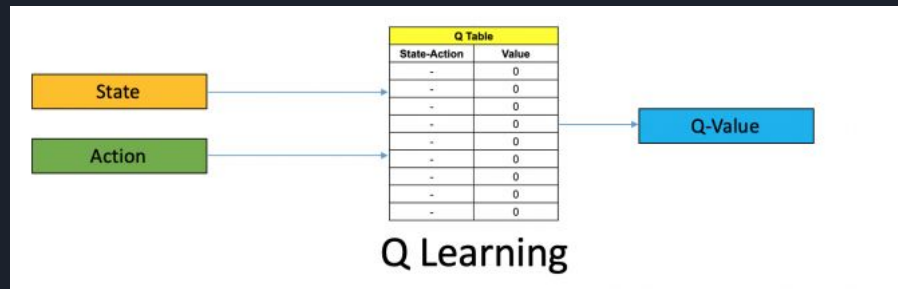 Q Table
State-Action Value
- 0
- 0
- 0
- 0
- 0
- 0
- 0
- 0
- 0
State
Action
Q-Value
Q Learning